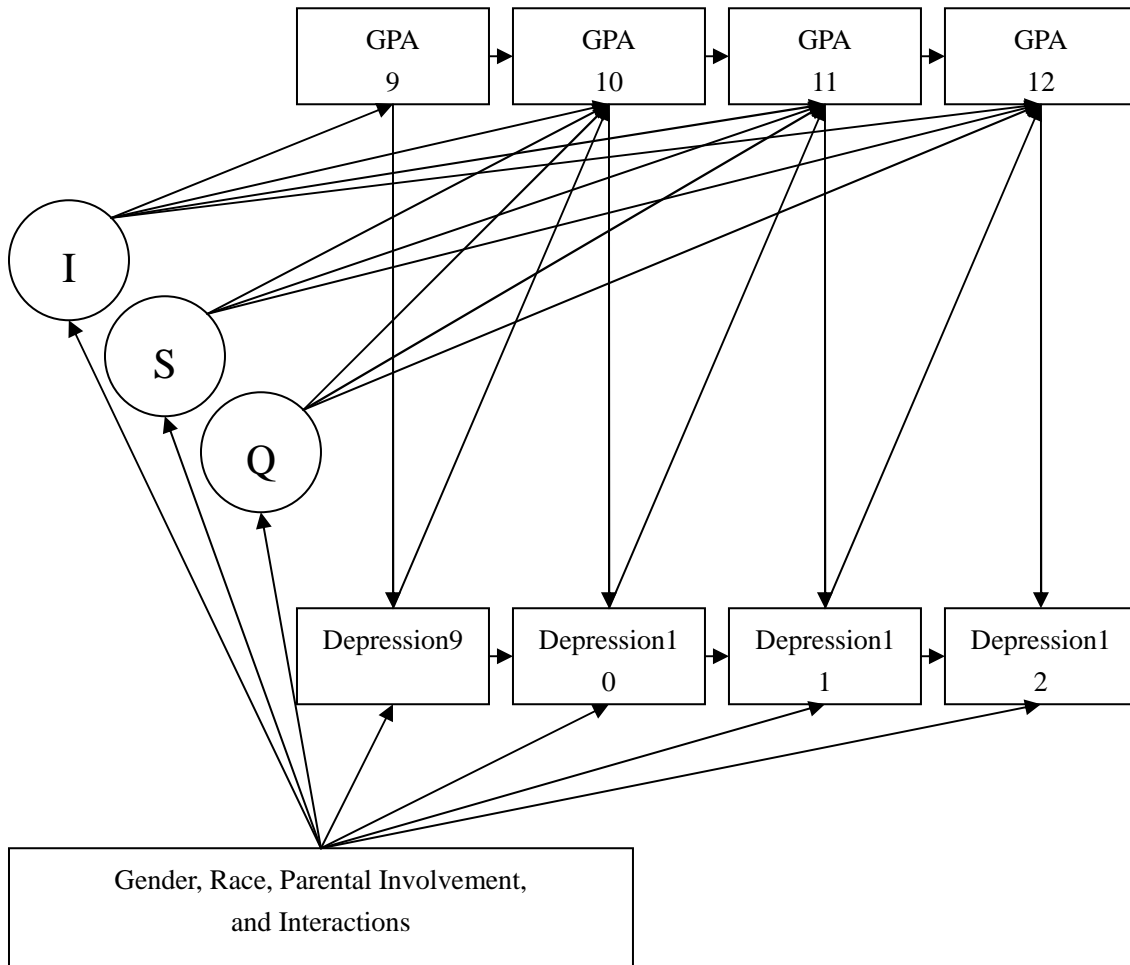 GPA
9
GPA
10
GPA
11
GPA
12
I
S
Q
Depression9
Depression1
0
Depression1
1
Depression1
2
Gender, Race, Parental Involvement,
and Interactions